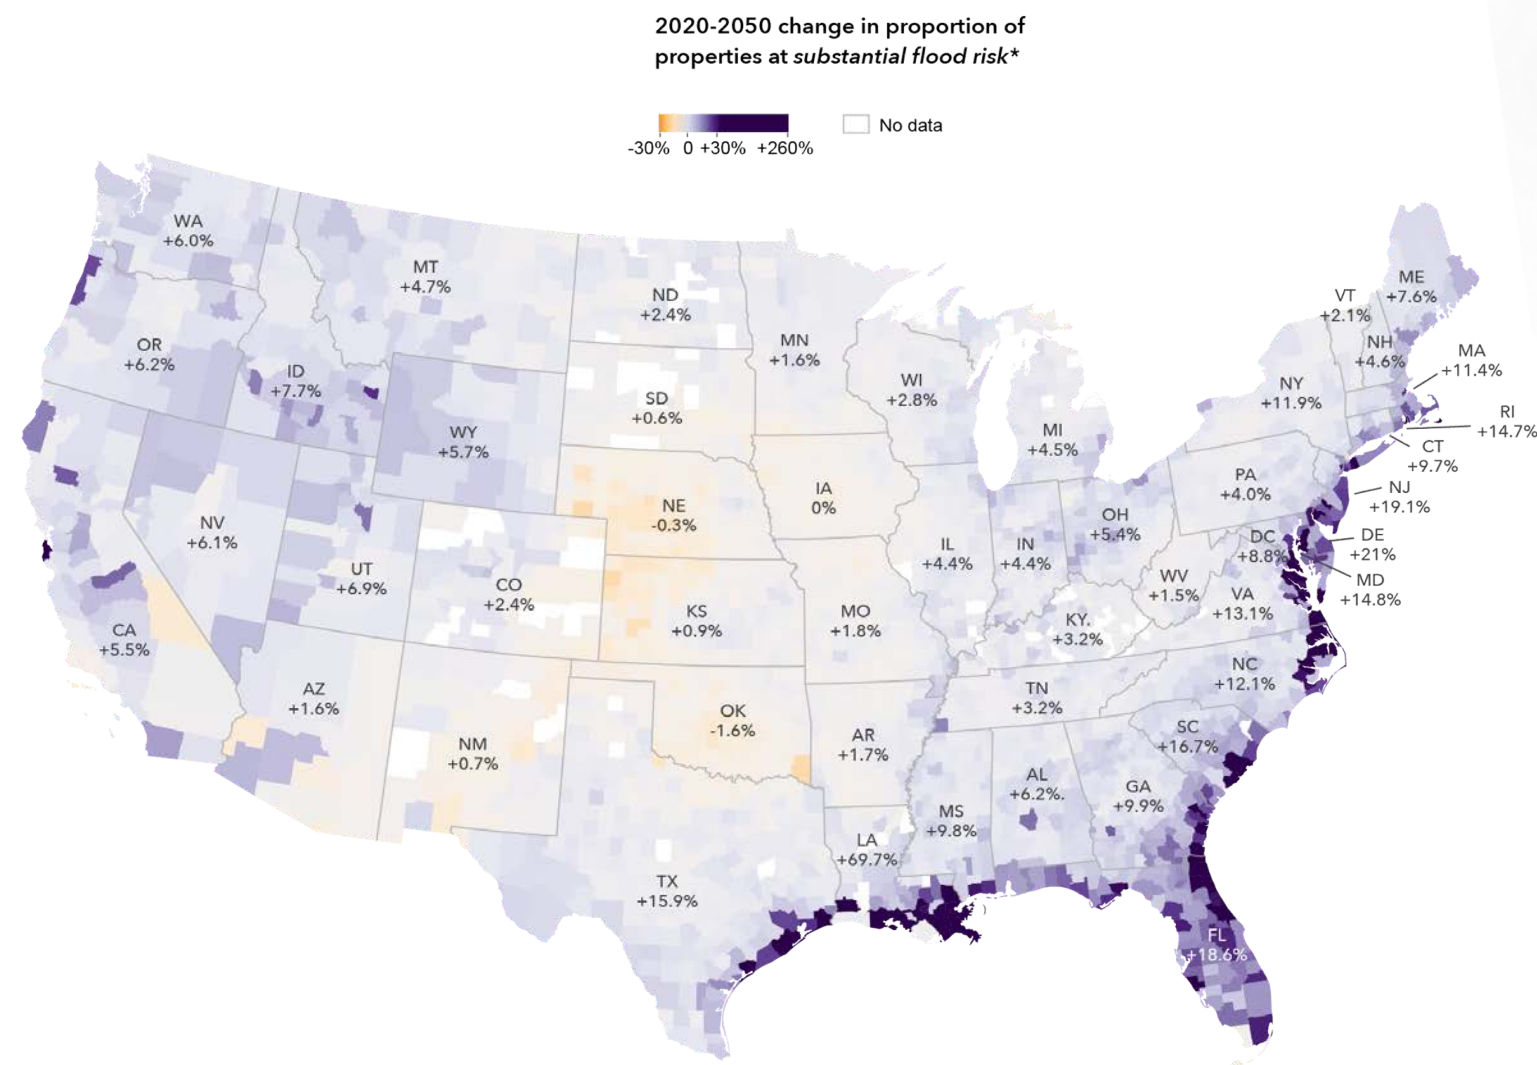 2020-2050 change in proportion of
properties at substantial flood risk*
-30% 0 +30% +260%
No data
WA
+6.0%
MT
+4.7%
ND
+2.4%
MN
+1.6%
VT
+2.1%
ME
+7.6%
OR
+6.2%
ID
+7.7%
SD
+0.6%
WI
+2.8%
MI
+4.5%
NY
+11.9%
NH
+4.6%
MA
+11.4%
RI
+14.7%
CT
+9.7%
WY
+5.7%
NE
-0.3%
IA
0%
PA
+4.0%
NJ
+19.1%
NV
+6.1%
UT
+6.9%
CO
+2.4%
KS
+0.9%
MO
+1.8%
IL
+4.4%
IN
+4.4%
OH
+5.4%
WV
+1.5%
DC
+8.8%
DE
+21%
MD
+14.8%
VA
+13.1%
KY.
+3.2%
CA
+5.5%
AZ
+1.6%
NM
+0.7%
OK
-1.6%
AR
+1.7%
TN
+3.2%
NC
+12.1%
SC
+16.7%
MS
+9.8%
AL
+6.2%.
GA
+9.9%
LA
+69.7%
TX
+15.9%
FL
+18.6%